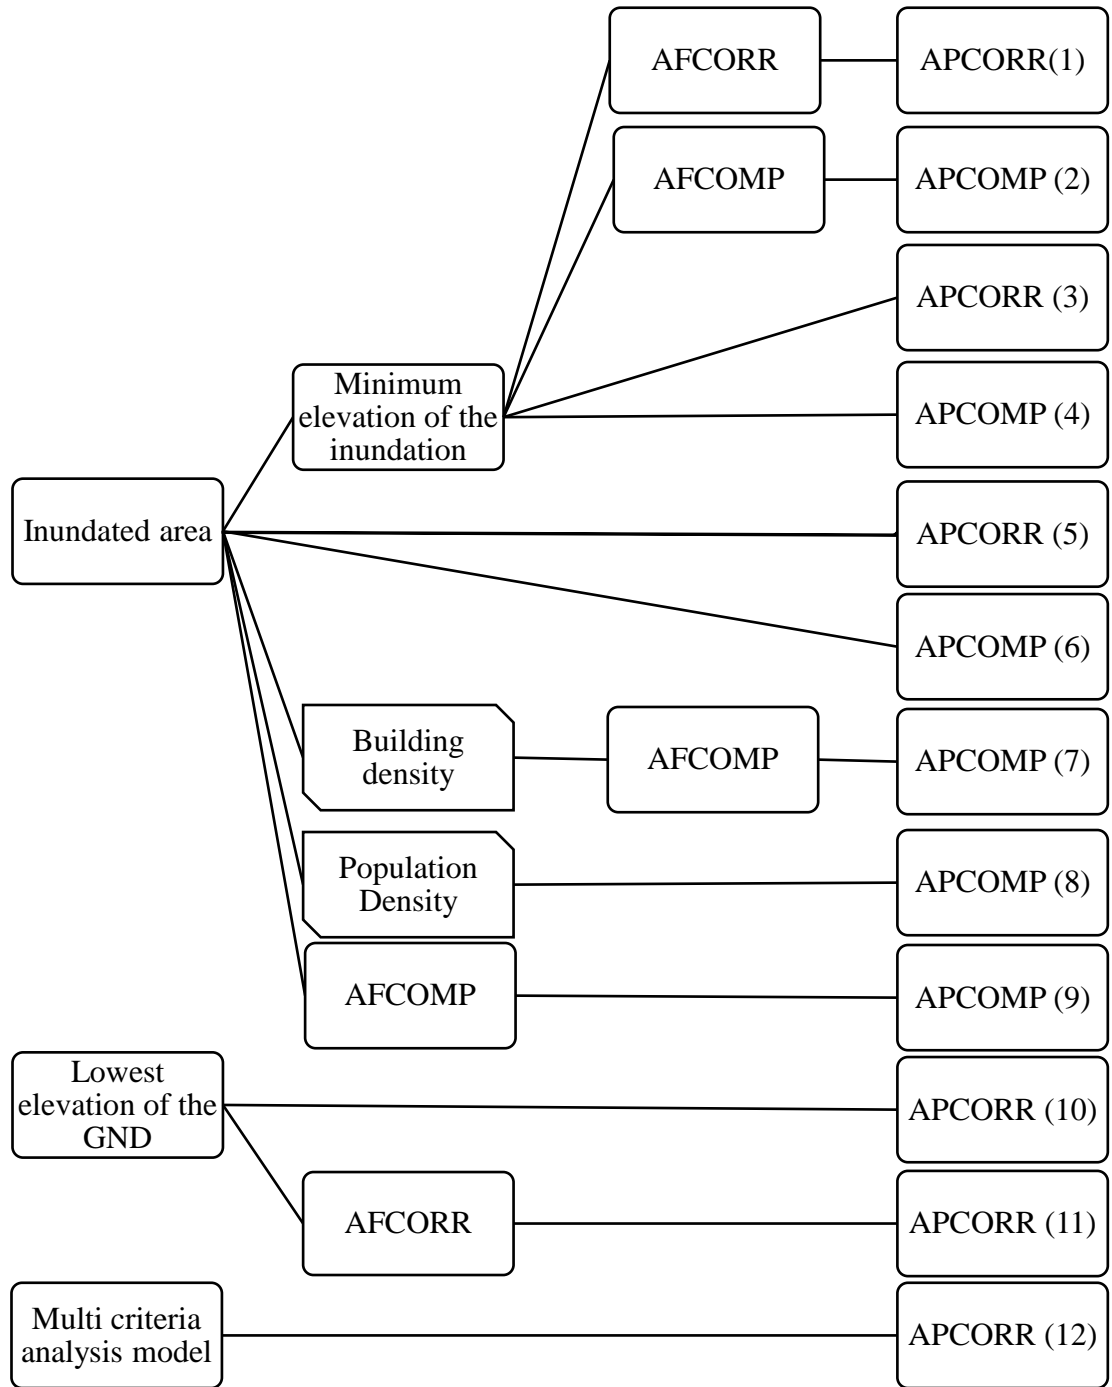 AFCORR
APCORR(1)
AFCOMP
APCOMP (2)
APCORR (3)
Minimum
elevation of the
inundation
APCOMP (4)
Inundated area
APCORR (5)
APCOMP (6)
Building
density
AFCOMP
APCOMP (7)
Population
Density
APCOMP (8)
AFCOMP
APCOMP (9)
Lowest
elevation of the
GND
APCORR (10)
AFCORR
APCORR (11)
Multi criteria
analysis model
APCORR (12)